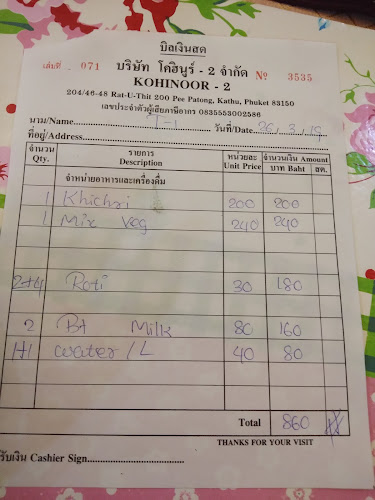 บิลเงินสด
เล่มที่ 071 บริษัท โคฮินูร์ - 2 จำกัด № 3535
KOHINOOR - 2
204/46-48 Rat-U-Thit 200 Pee Patong, Kathu, Phuket 83150
เลขประจำตัวผู้เสียภาษีอากร 0835553002586
นาม/Name T-1 วันที่/Date 26.3.19
ที่อยู่/Address
จำนวน รายการ หน่วยละ จำนวนเงิน Amount
Qty. Description Unit Price บาท Baht สต.
จำหน่ายอาหารและเครื่องดื่ม
1 Khichri 200 200
1 Mix Veg 240 240
2+4 Roti 30 180
2 Milk 80 160
1+1 water /L 40 80
Total 860
THANKS FOR YOUR VISIT
รับเงิน Cashier Sign